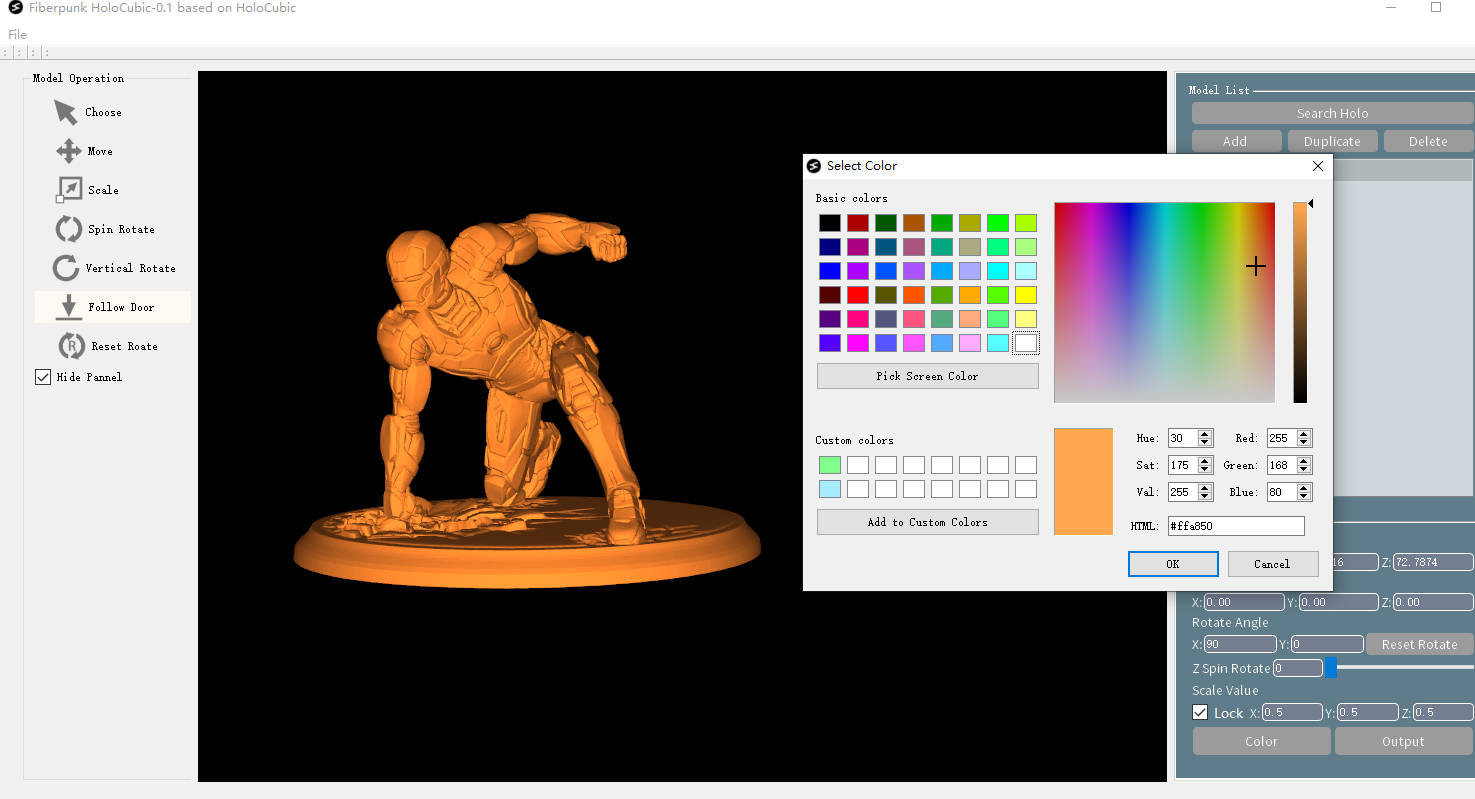 Fiberpunk HoloCubic-0.1 based on HoloCubic
File
Model Operation
Choose
Move
Scale
Spin Rotate
Vertical Rotate
Follow Door
Reset Roate
Hide Pannel
Model List
Search Holo
Add Duplicate Delete
Select Color
Basic colors
Pick Screen Color
Custom colors
Add to Custom Colors
Hue: 30 Red: 255
Sat: 175 Green: 168
Val: 255 Blue: 80
HTML: #ffa850
OK Cancel
16 Z: 72.7874
X: 0.00 Y: 0.00 Z: 0.00
Rotate Angle
X: 90 Y: 0 Reset Rotate
Z Spin Rotate 0
Scale Value
Lock X: 0.5 Y: 0.5 Z: 0.5
Color Output